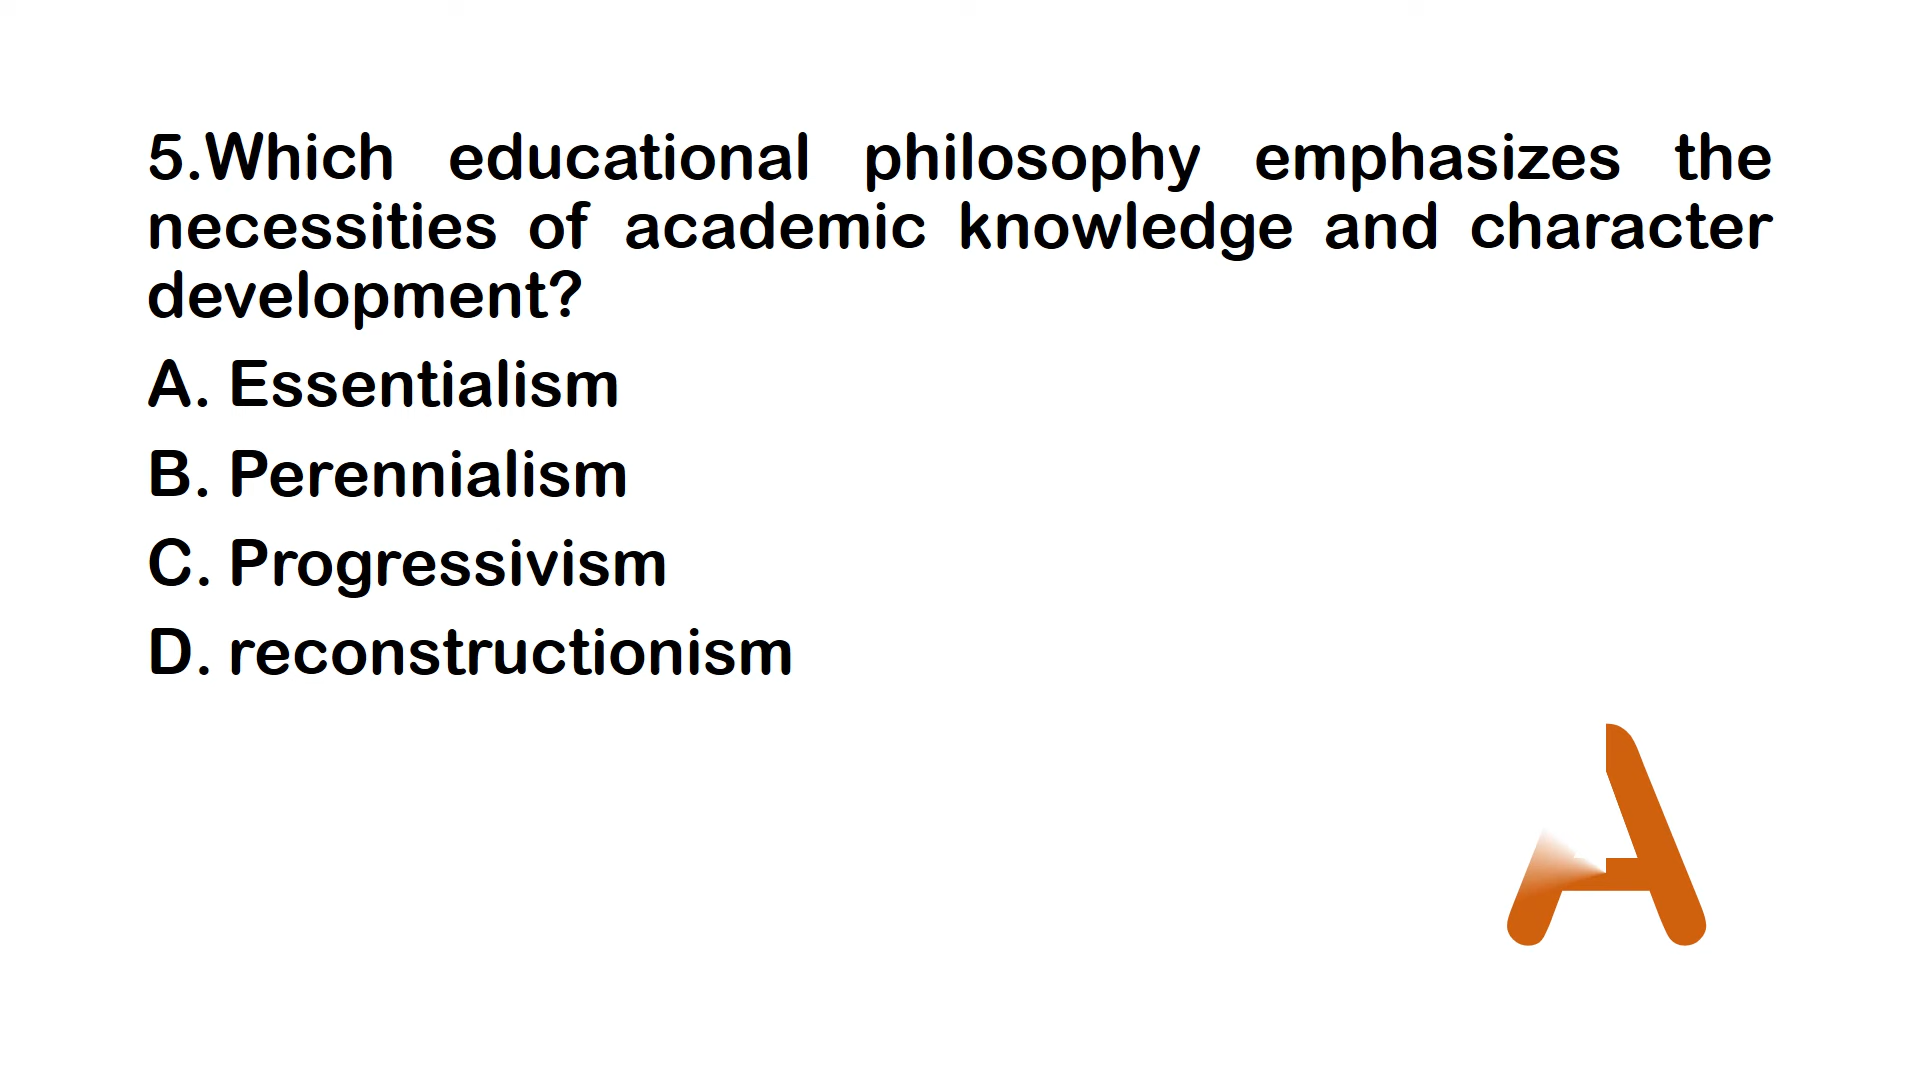 5.Which educational philosophy emphasizes the
necessities of academic knowledge and character
development?
A. Essentialism
B. Perennialism
C. Progressivism
D. reconstructionism
A